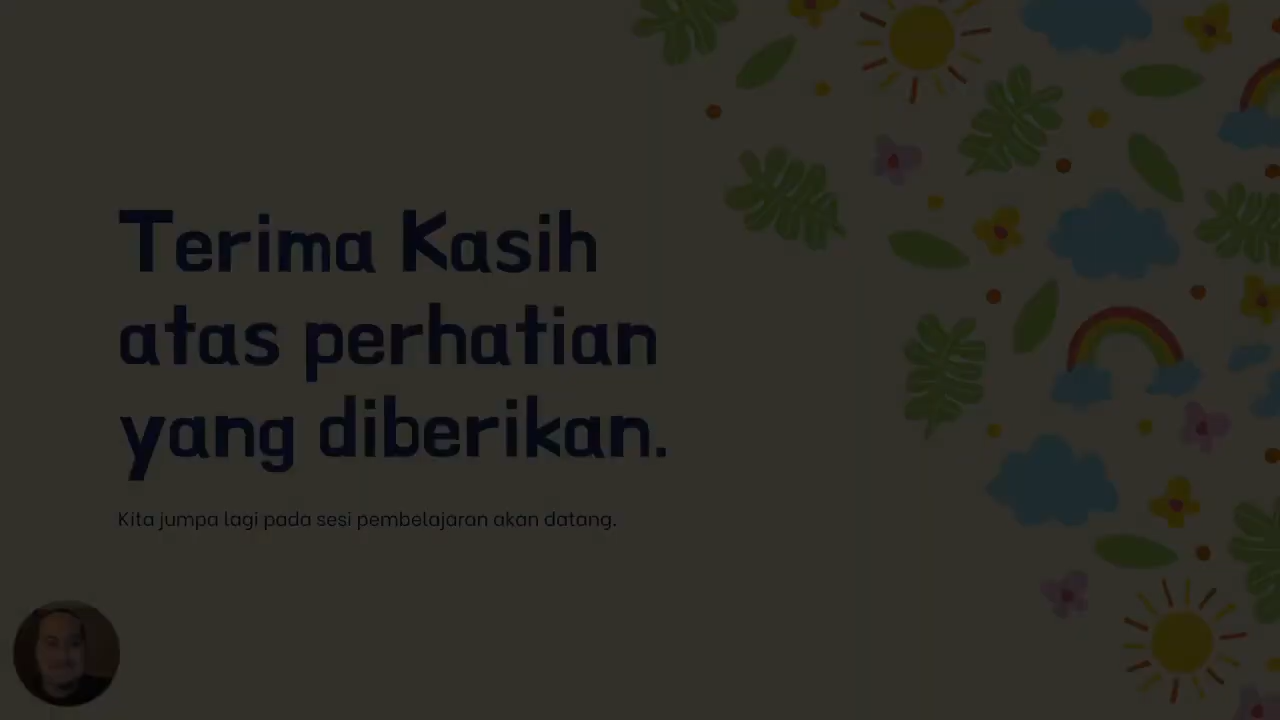 Terima Kasih
atas perhatian
yang diberikan.
Kita jumpa lagi pada sesi pembelajaran akan datang.